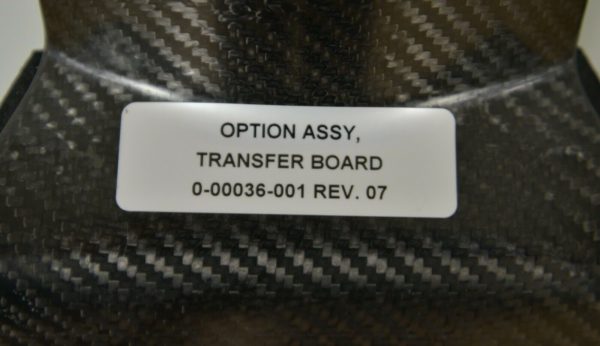 OPTION ASSY,
TRANSFER BOARD
0-00036-001 REV. 07